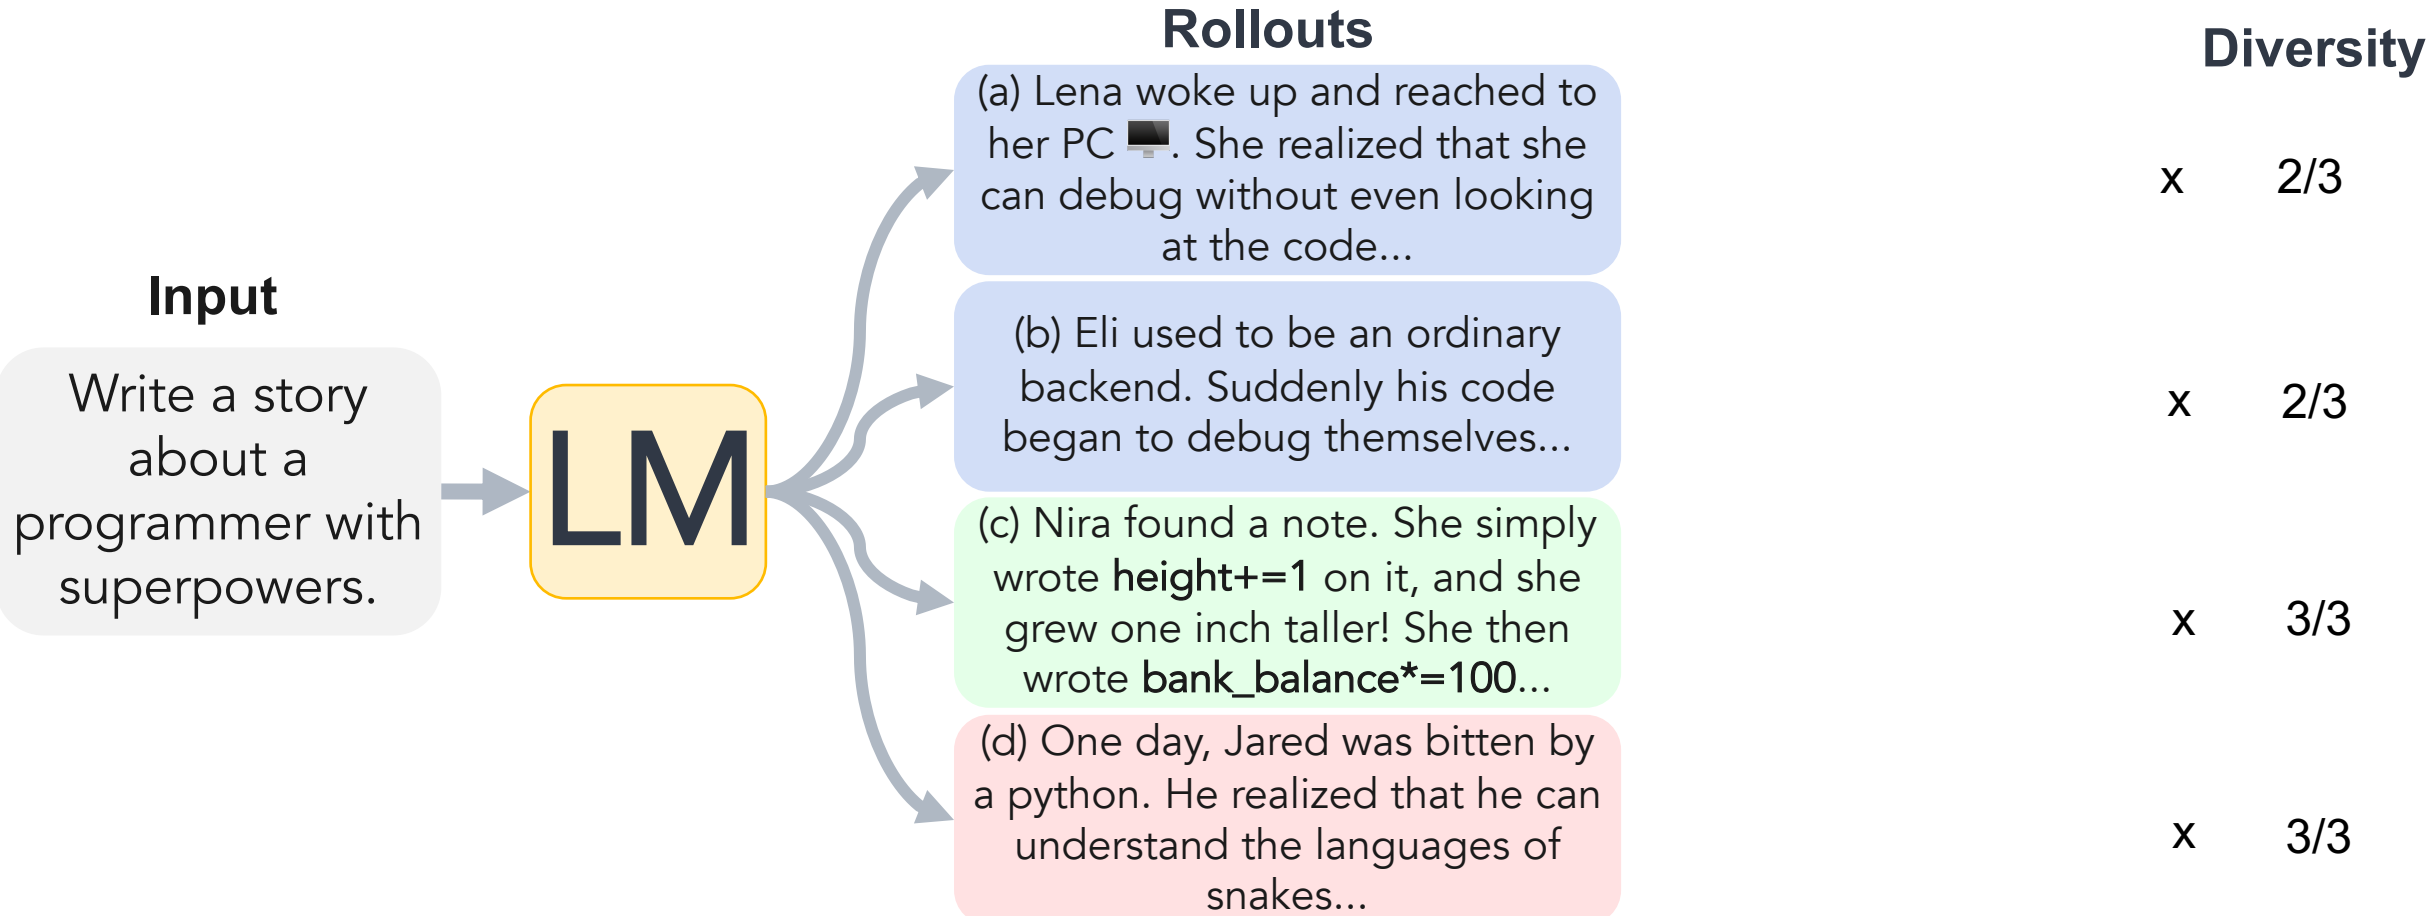 Input
Write a story
about a
programmer with
superpowers.
LM
Rollouts
(a) Lena woke up and reached to
her PC 🖥️. She realized that she
can debug without even looking
at the code...
(b) Eli used to be an ordinary
backend. Suddenly his code
began to debug themselves...
(c) Nira found a note. She simply
wrote height+=1 on it, and she
grew one inch taller! She then
wrote bank_balance*=100...
(d) One day, Jared was bitten by
a python. He realized that he can
understand the languages of
snakes...
Diversity
x 2/3
x 2/3
x 3/3
x 3/3